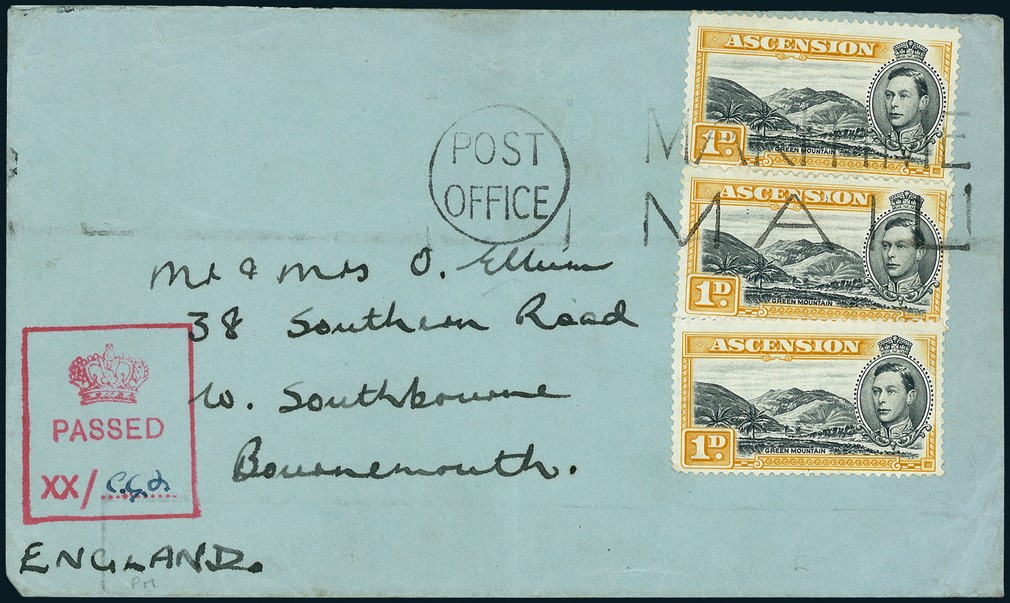 ASCENSION
1D.
GREEN MOUNTAIN
ASCENSION
1D.
GREEN MOUNTAIN
ASCENSION
1D.
GREEN MOUNTAIN
POST
OFFICE
MARITIME
MAIL
Mr & Mrs O.
38 Southern Road
W. Southbourne
Bournemouth.
ENGLAND.
PASSED
XX/